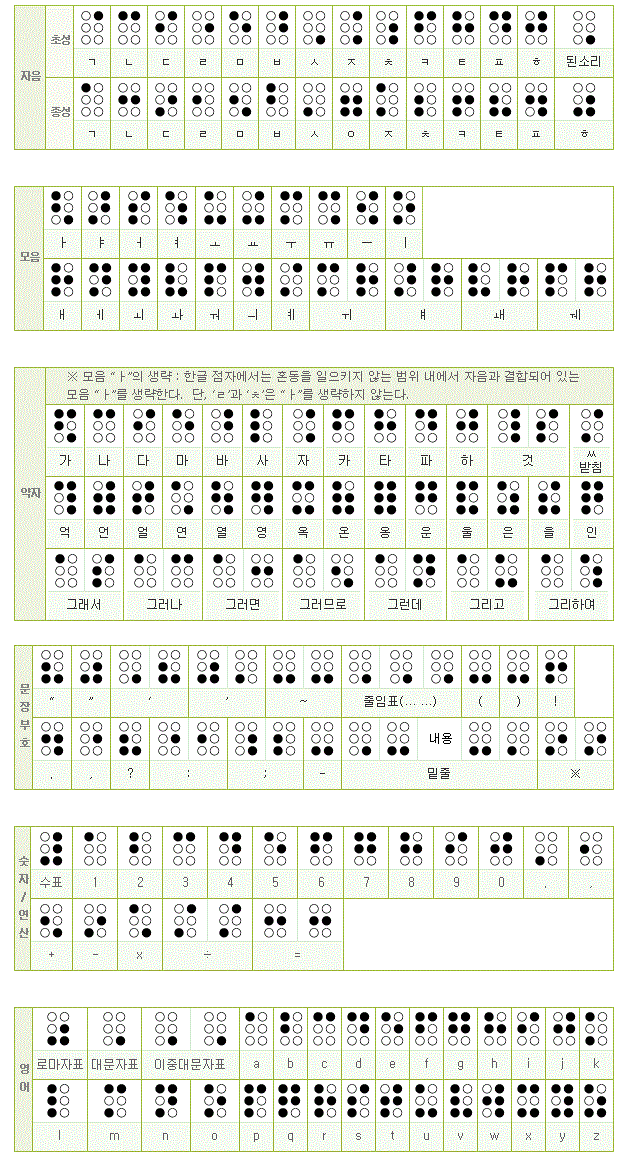 자음
초성
ㄱ ㄴ ㄷ ㄹ ㅁ ㅂ ㅅ ㅈ ㅊ ㅋ ㅌ ㅍ ㅎ 된소리
종성
ㄱ ㄴ ㄷ ㄹ ㅁ ㅂ ㅅ ㅇ ㅈ ㅊ ㅋ ㅌ ㅍ ㅎ
모음
ㅏ ㅑ ㅓ ㅕ ㅗ ㅛ ㅜ ㅠ ㅡ ㅣ
ㅐ ㅔ ㅚ ㅘ ㅝ ㅢ ㅖ ㅟ ㅒ ㅙ ㅞ
약자
※ 모음 “ㅏ”의 생략 : 한글 점자에서는 혼동을 일으키지 않는 범위 내에서 자음과 결합되어 있는
모음 “ㅏ”를 생략한다. 단, ‘ㄹ’과 ‘ㅊ’은 “ㅏ”를 생략하지 않는다.
가 나 다 마 바 사 자 카 타 파 하 것 ㅆ
받침
억 언 얼 연 열 영 옥 온 옹 운 울 은 을 인
그래서 그러나 그러면 그러므로 그런데 그리고 그리하여
문장부호
“ ” ‘ ’ ~ 줄임표(... ...) ( ) !
. , ? : ; - 내용
밑줄 ※
숫자/연산
수표 1 2 3 4 5 6 7 8 9 0 . ,
+ - x ÷ =
영어
로마자표 대문자표 이중대문자표 a b c d e f g h i j k
l m n o p q r s t u v w x y z